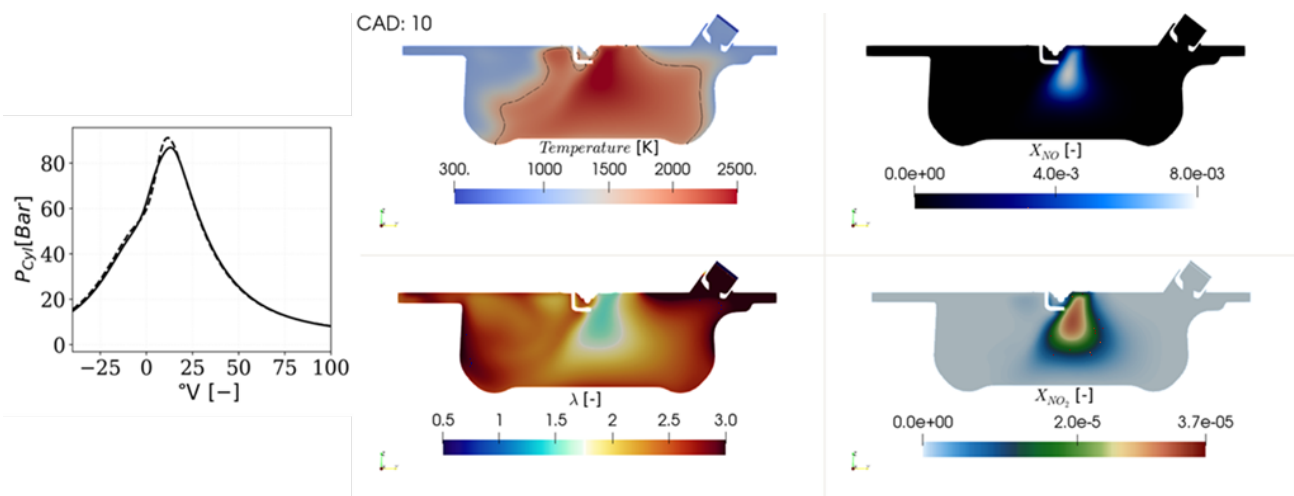 CAD: 10
Temperature [K]
300. 1000 1500 2000 2500.
X_NO [-]
0.0e+00 4.0e-3 8.0e-03
P_Cyl[Bar]
80
60
40
20
0
−25 0 25 50 75 100
°V [−]
λ [-]
0.5 1 1.5 2 2.5 3.0
X_NO₂ [-]
0.0e+00 2.0e-5 3.7e-05